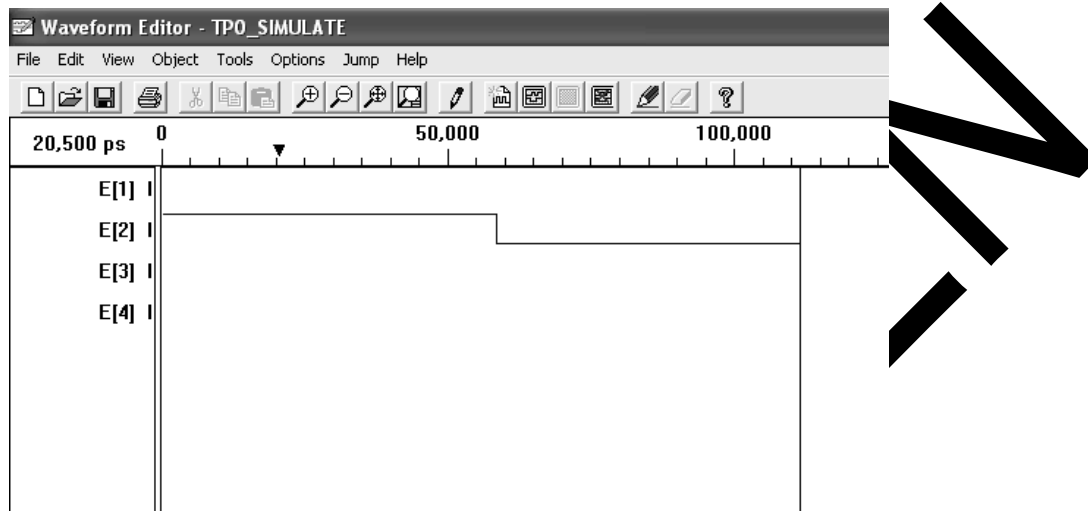 Waveform Editor - TPO_SIMULATE
File Edit View Object Tools Options Jump Help
20,500 ps 0 50,000 100,000
E[1] I
E[2] I
E[3] I
E[4] I